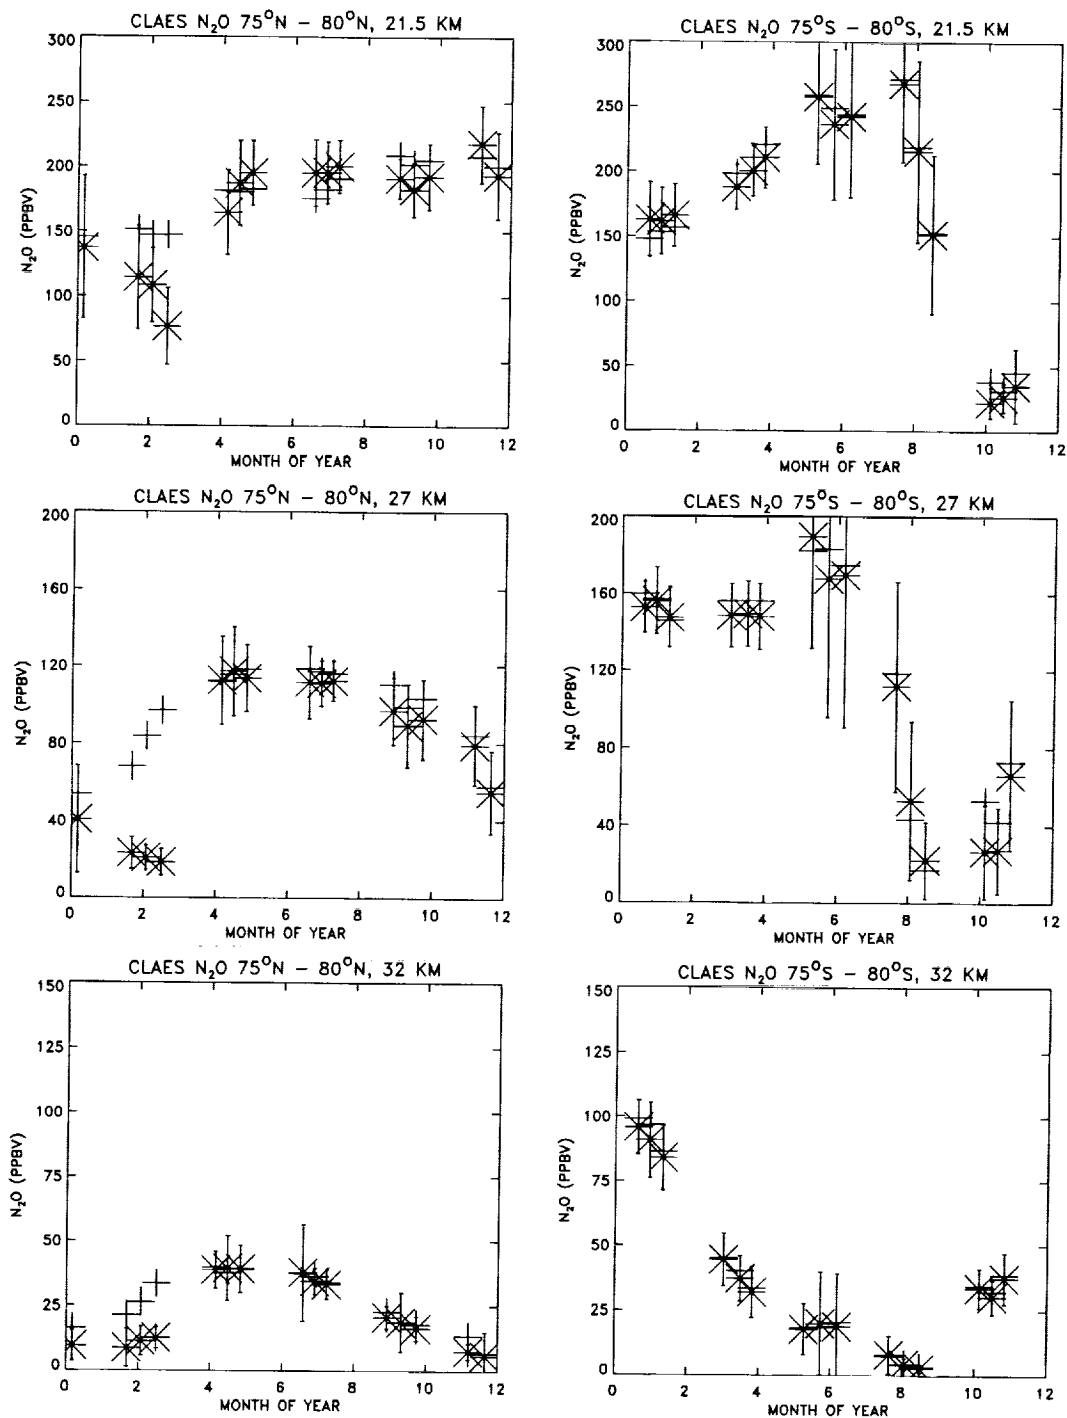 CLAES N₂O 75°N – 80°N, 21.5 KM
300
250
200
150
100
50
0
N₂O (PPBV)
0 2 4 6 8 10 12
MONTH OF YEAR
CLAES N₂O 75°S – 80°S, 21.5 KM
300
250
200
150
100
50
0
N₂O (PPBV)
0 2 4 6 8 10 12
MONTH OF YEAR
CLAES N₂O 75°N – 80°N, 27 KM
200
160
120
80
40
0
N₂O (PPBV)
0 2 4 6 8 10 12
MONTH OF YEAR
CLAES N₂O 75°S – 80°S, 27 KM
200
160
120
80
40
0
N₂O (PPBV)
0 2 4 6 8 10 12
MONTH OF YEAR
CLAES N₂O 75°N – 80°N, 32 KM
150
125
100
75
50
25
0
N₂O (PPBV)
0 2 4 6 8 10 12
MONTH OF YEAR
CLAES N₂O 75°S – 80°S, 32 KM
150
125
100
75
50
25
0
N₂O (PPBV)
0 2 4 6 8 10 12
MONTH OF YEAR